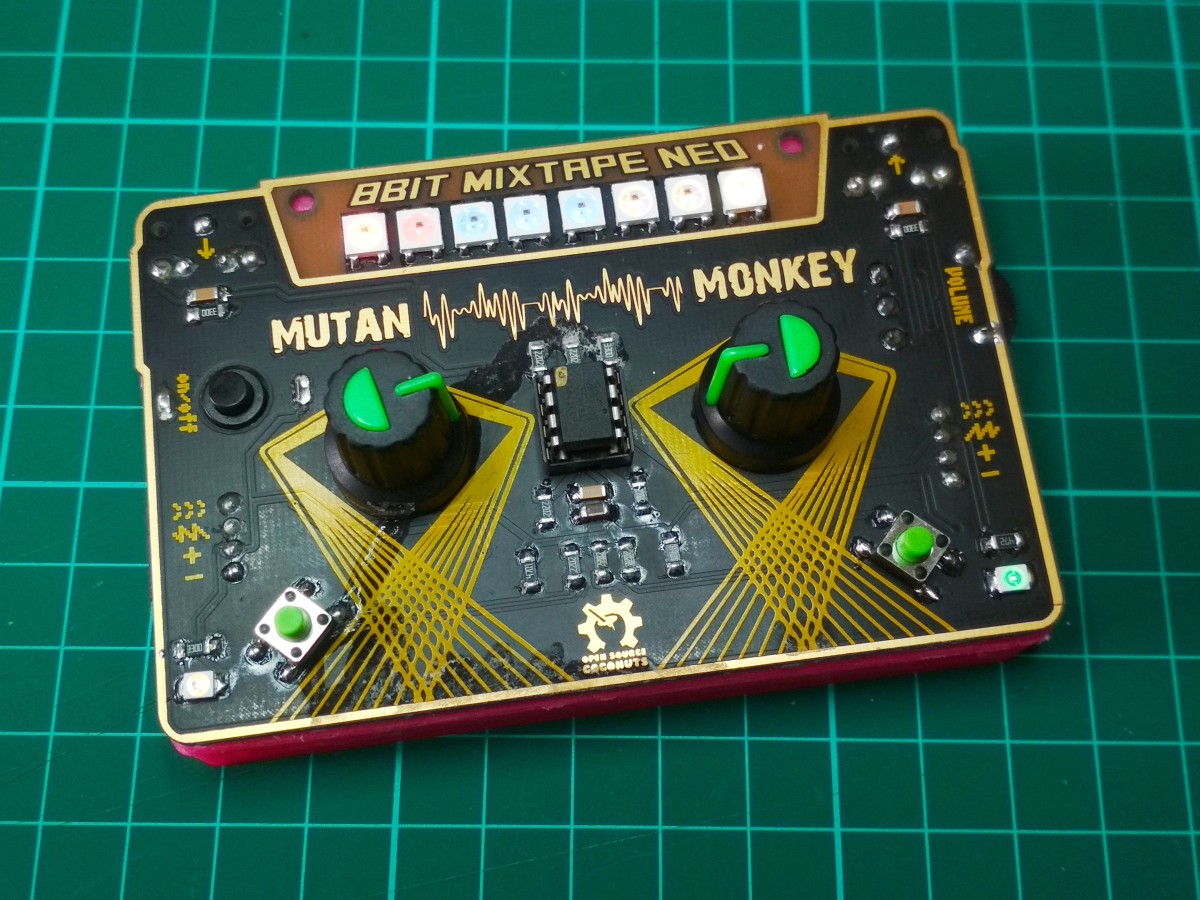 8BIT MIXTAPE NEO
MUTAN MONKEY
VOLUME
on/off
OPEN SOURCE
COCONUTS